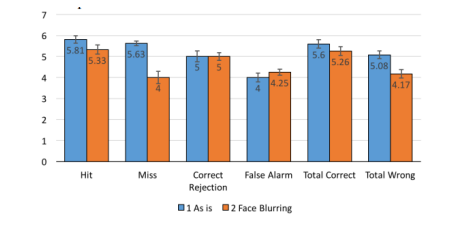 7
6
5
4
3
2
1
0
5.81 5.33 5.63 4 5 5 4 4.25 5.6 5.26 5.08 4.17
Hit Miss Correct Rejection False Alarm Total Correct Total Wrong
1 As is 2 Face Blurring